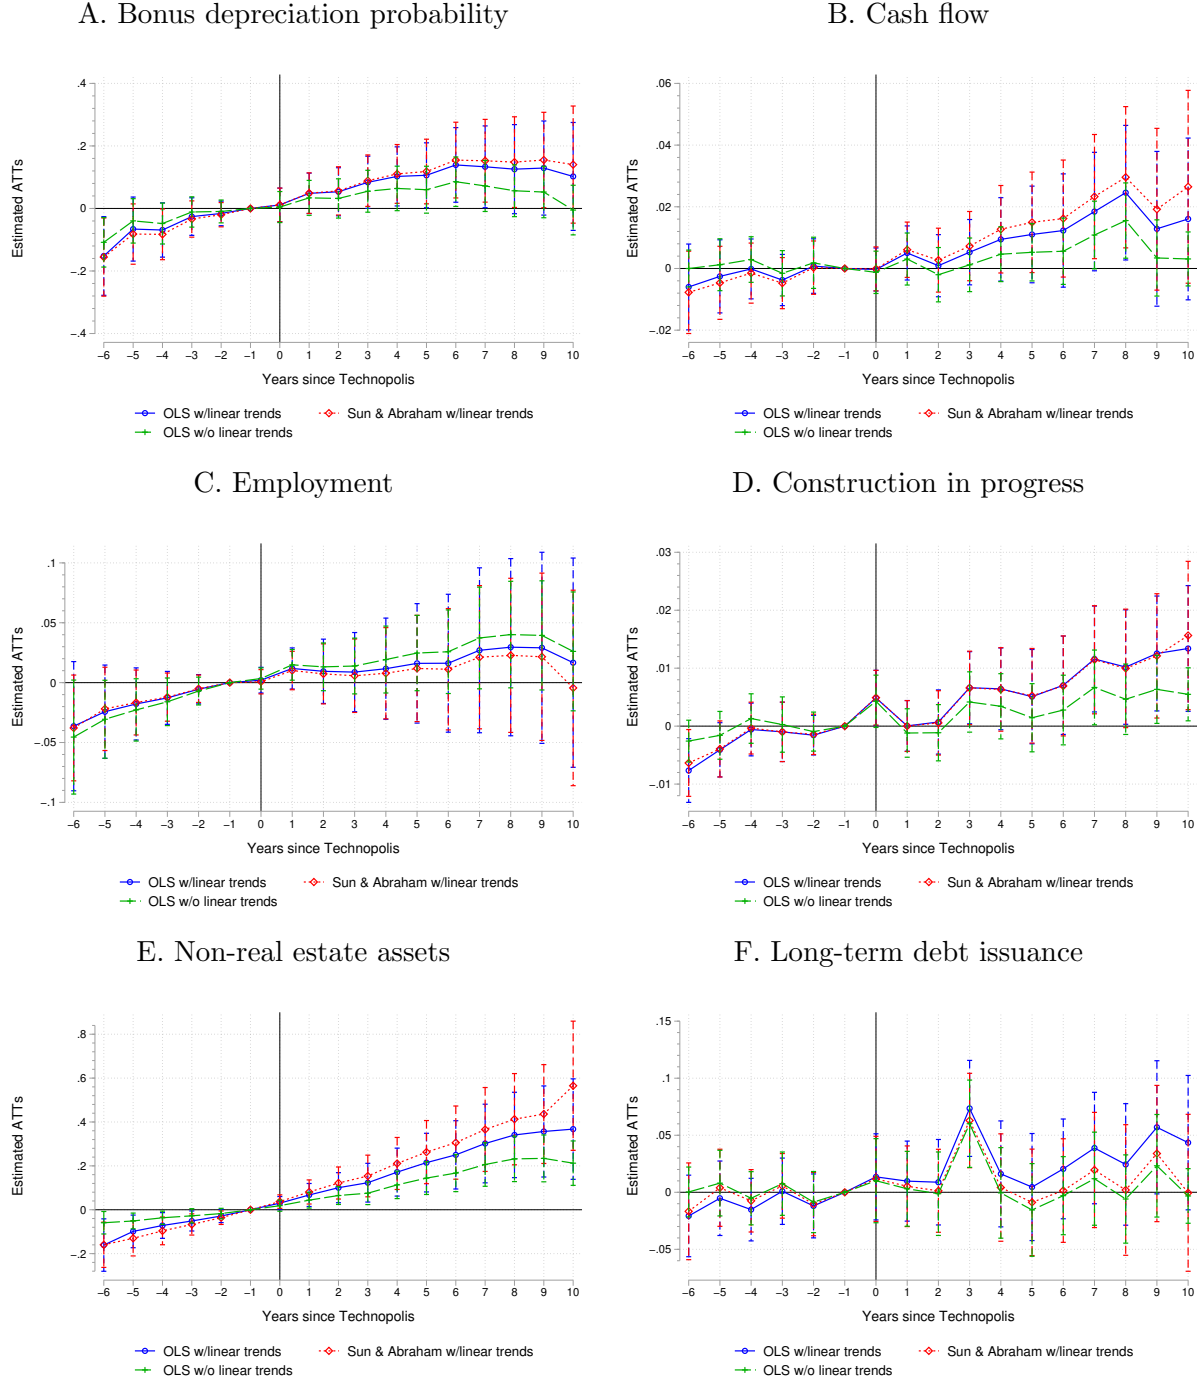 A. Bonus depreciation probability
.4
.2
0
-.2
-.4
Estimated ATTs
-6 -5 -4 -3 -2 -1 0 1 2 3 4 5 6 7 8 9 10
Years since Technopolis
OLS w/linear trends
Sun & Abraham w/linear trends
OLS w/o linear trends
B. Cash flow
.06
.04
.02
0
-.02
Estimated ATTs
-6 -5 -4 -3 -2 -1 0 1 2 3 4 5 6 7 8 9 10
Years since Technopolis
OLS w/linear trends
Sun & Abraham w/linear trends
OLS w/o linear trends
C. Employment
.1
.05
0
-.05
-.1
Estimated ATTs
-6 -5 -4 -3 -2 -1 0 1 2 3 4 5 6 7 8 9 10
Years since Technopolis
OLS w/linear trends
Sun & Abraham w/linear trends
OLS w/o linear trends
D. Construction in progress
.03
.02
.01
0
-.01
Estimated ATTs
-6 -5 -4 -3 -2 -1 0 1 2 3 4 5 6 7 8 9 10
Years since Technopolis
OLS w/linear trends
Sun & Abraham w/linear trends
OLS w/o linear trends
E. Non-real estate assets
.8
.6
.4
.2
0
-.2
Estimated ATTs
-6 -5 -4 -3 -2 -1 0 1 2 3 4 5 6 7 8 9 10
Years since Technopolis
OLS w/linear trends
Sun & Abraham w/linear trends
OLS w/o linear trends
F. Long-term debt issuance
.15
.1
.05
0
-.05
Estimated ATTs
-6 -5 -4 -3 -2 -1 0 1 2 3 4 5 6 7 8 9 10
Years since Technopolis
OLS w/linear trends
Sun & Abraham w/linear trends
OLS w/o linear trends